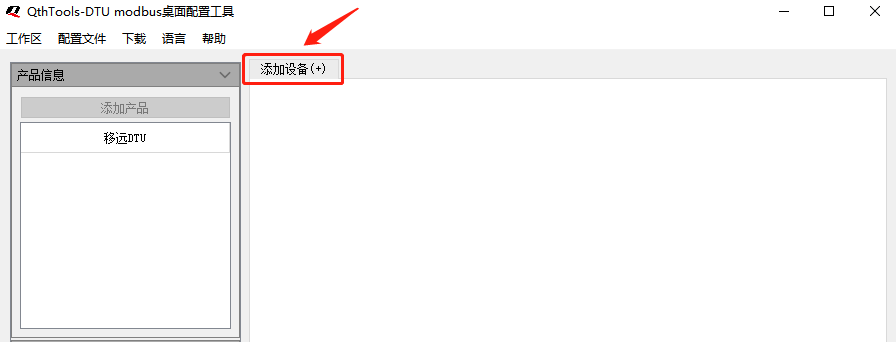 QthTools-DTU modbus桌面配置工具
工作区 配置文件 下载 语言 帮助
产品信息
添加设备(+)
添加产品
移远DTU